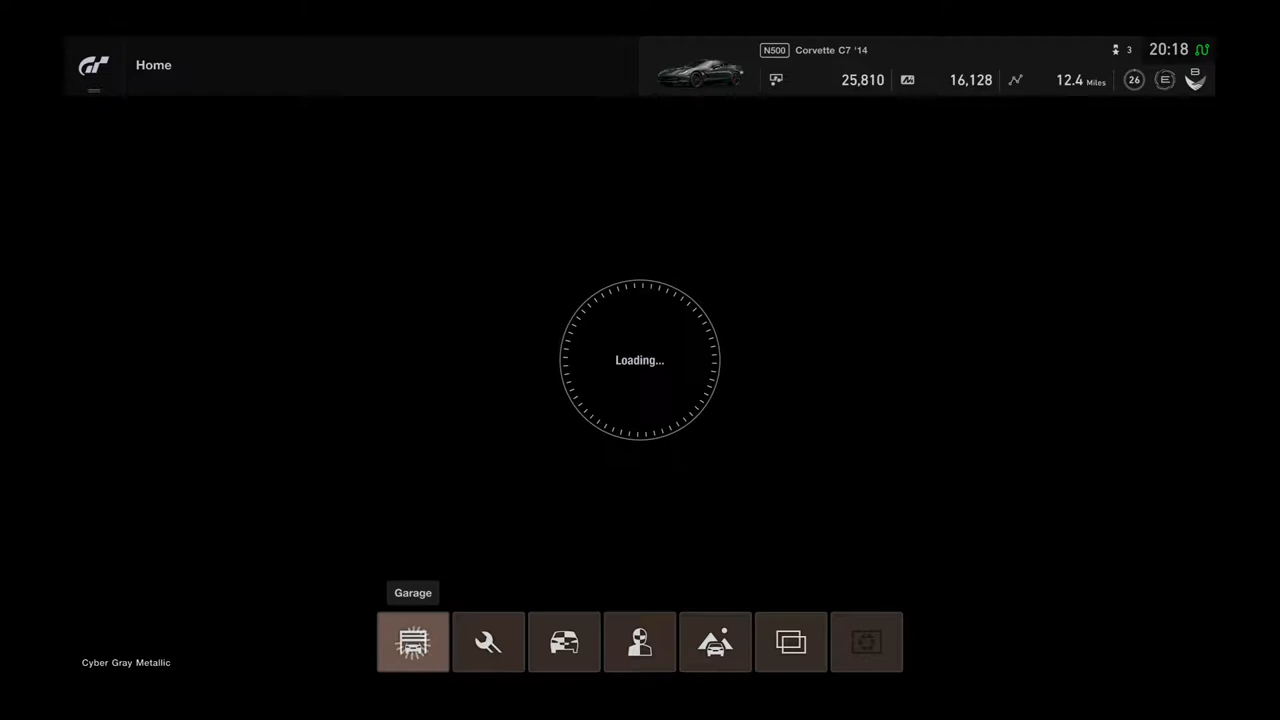 Home
N500 Corvette C7 '14
3 20:18
25,810 16,128 12.4 Miles 26 E B
Loading...
Garage
Cyber Gray Metallic